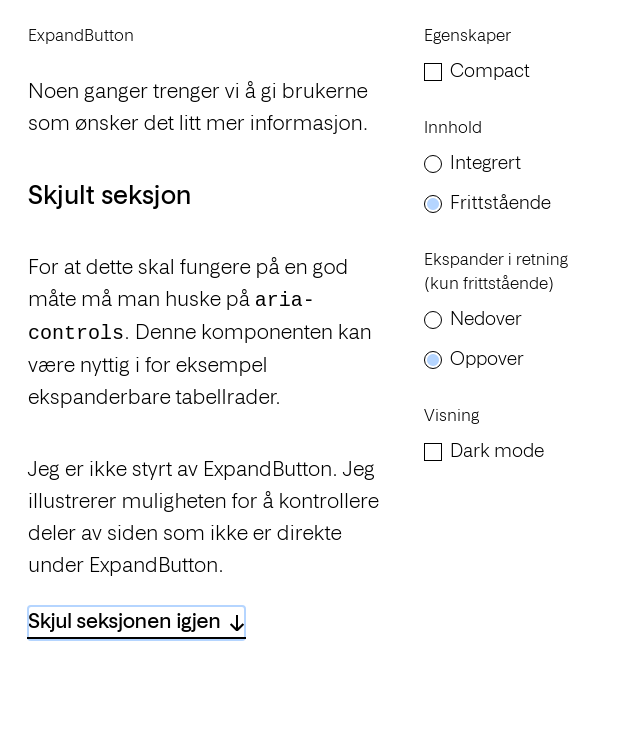 ExpandButton
Noen ganger trenger vi å gi brukerne
som ønsker det litt mer informasjon.
Skjult seksjon
For at dette skal fungere på en god
måte må man huske på aria-
controls. Denne komponenten kan
være nyttig i for eksempel
ekspanderbare tabellrader.
Jeg er ikke styrt av ExpandButton. Jeg
illustrerer muligheten for å kontrollere
deler av siden som ikke er direkte
under ExpandButton.
Skjul seksjonen igjen
Egenskaper
Compact
Innhold
Integrert
Frittstående
Ekspander i retning
(kun frittstående)
Nedover
Oppover
Visning
Dark mode